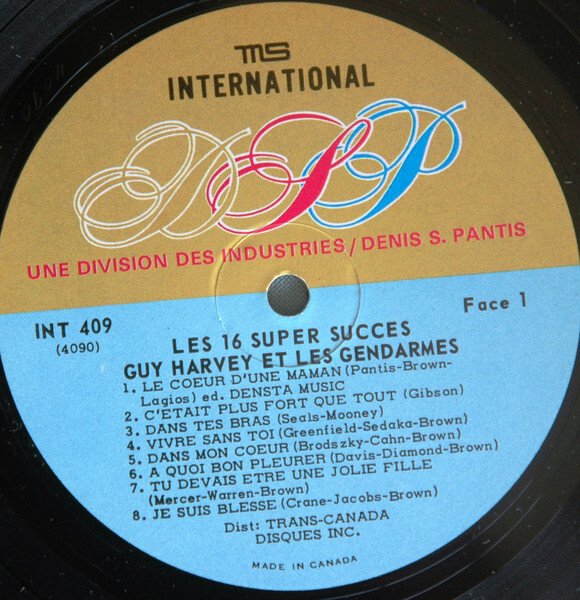 MS
INTERNATIONAL
DSP
UNE DIVISION DES INDUSTRIES/DENIS S. PANTIS
INT 409
Face 1
(4090)
LES 16 SUPER SUCCES
GUY HARVEY ET LES GENDARMES
1. LE COEUR D'UNE MAMAN (Pantis-Brown-
Lagios) ed. DENSTA MUSIC
2. C'ETAIT PLUS FORT QUE TOUT (Gibson)
3. DANS TES BRAS (Seals-Mooney)
4. VIVRE SANS TOI (Greenfield-Sedaka-Brown)
5. DANS MON COEUR (Brodszky-Cahn-Brown)
6. A QUOI BON PLEURER (Davis-Diamond-Brown)
7. TU DEVAIS ETRE UNE JOLIE FILLE
(Mercer-Warren-Brown)
8. JE SUIS BLESSE (Crane-Jacobs-Brown)
Dist: TRANS-CANADA
DISQUES INC.
MADE IN CANADA